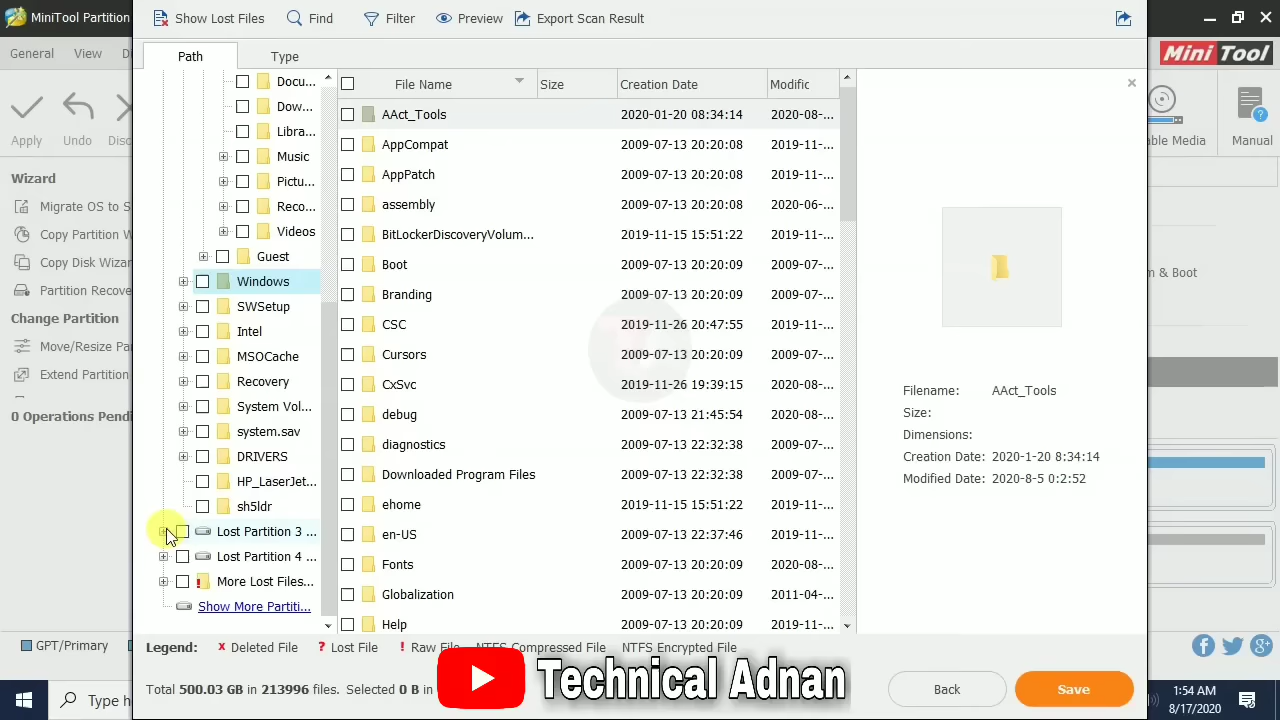 MiniTool Partition
Show Lost Files
Find
Filter
Preview
Export Scan Result
General
View
Path
Type
Mini Tool
Apply
Undo
Disc
ble Media
Manual
Wizard
Migrate OS to S
Copy Partition W
Copy Disk Wizar
Partition Recove
Change Partition
Move/Resize Pa
Extend Partition
0 Operations Pendi
Docu...
Dow...
Libra...
Music
Pictu...
Reco...
Videos
Guest
Windows
SWSetup
Intel
MSOCache
Recovery
System Vol...
system.sav
DRIVERS
HP_LaserJet...
sh5ldr
Lost Partition 3 ...
Lost Partition 4 ...
More Lost Files...
Show More Partiti...
File Name Size Creation Date Modific
AAct_Tools 2020-01-20 08:34:14 2020-08-...
AppCompat 2009-07-13 20:20:08 2019-11-...
AppPatch 2009-07-13 20:20:08 2019-11-...
assembly 2009-07-13 20:20:08 2020-06-...
BitLockerDiscoveryVolum... 2019-11-15 15:51:22 2019-11-...
Boot 2009-07-13 20:20:09 2019-11-...
Branding 2009-07-13 20:20:09 2019-11-...
CSC 2019-11-26 20:47:55 2019-11-...
Cursors 2009-07-13 20:20:09 2009-07-...
CxSvc 2019-11-26 19:39:15 2020-08-...
debug 2009-07-13 21:45:54 2020-08-...
diagnostics 2009-07-13 22:32:38 2009-07-...
Downloaded Program Files 2009-07-13 22:32:38 2009-07-...
ehome 2009-07-13 22:32:38 2019-11-...
en-US 2009-07-13 22:37:46 2019-11-...
Fonts 2009-07-13 20:20:09 2020-08-...
Globalization 2009-07-13 20:20:09 2011-04-...
Help 2009-07-13 20:20:09 2019-11-...
Filename: AAct_Tools
Size:
Dimensions:
Creation Date: 2020-1-20 8:34:14
Modified Date: 2020-8-5 0:2:52
m & Boot
GPT/Primary
Legend: x Deleted File ? Lost File ! Raw File NTFS Compressed File NTFS Encrypted File
Total 500.03 GB in 213996 files. Selected 0 B in
Technical Adnan
Back
Save
Type h
1:54 AM
8/17/2020